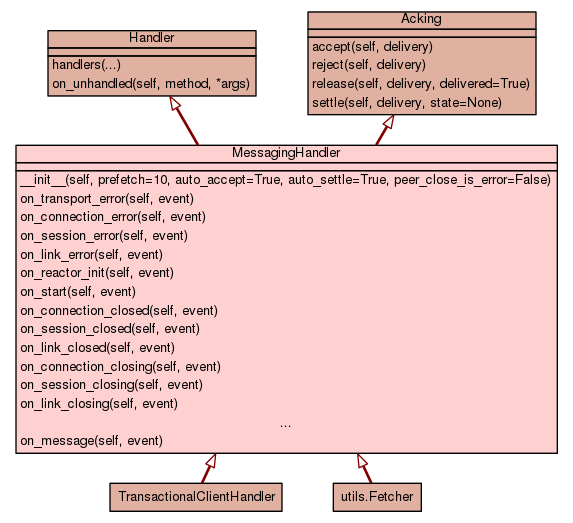 Handler
handlers(...)
on_unhandled(self, method, *args)
Acking
accept(self, delivery)
reject(self, delivery)
release(self, delivery, delivered=True)
settle(self, delivery, state=None)
MessagingHandler
__init__(self, prefetch=10, auto_accept=True, auto_settle=True, peer_close_is_error=False)
on_transport_error(self, event)
on_connection_error(self, event)
on_session_error(self, event)
on_link_error(self, event)
on_reactor_init(self, event)
on_start(self, event)
on_connection_closed(self, event)
on_session_closed(self, event)
on_link_closed(self, event)
on_connection_closing(self, event)
on_session_closing(self, event)
on_link_closing(self, event)
...
on_message(self, event)
TransactionalClientHandler
utils.Fetcher